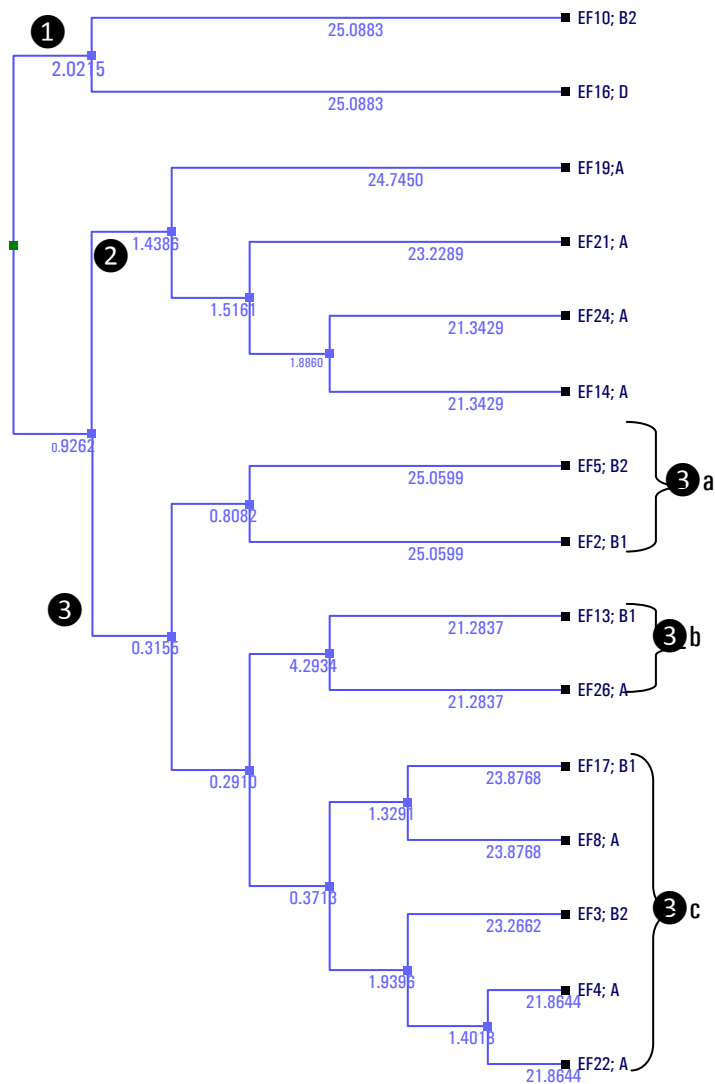 EF10; B2
1
25.0883
2.0215
EF16; D
25.0883
EF19;A
24.7450
1.4386
2
EF21; A
23.2289
1.5161
EF24; A
21.3429
1.8860
EF14; A
21.3429
0.9262
EF5; B2
25.0599
3 a
0.8082
EF2; B1
25.0599
3
EF13; B1
21.2837
0.3155
4.2934
3 b
EF26; A
21.2837
EF17; B1
23.8768
0.2910
1.3291
EF8; A
23.8768
0.3713
EF3; B2
23.2662
3 c
1.9396
EF4; A
21.8644
1.4018
EF22; A
21.8644